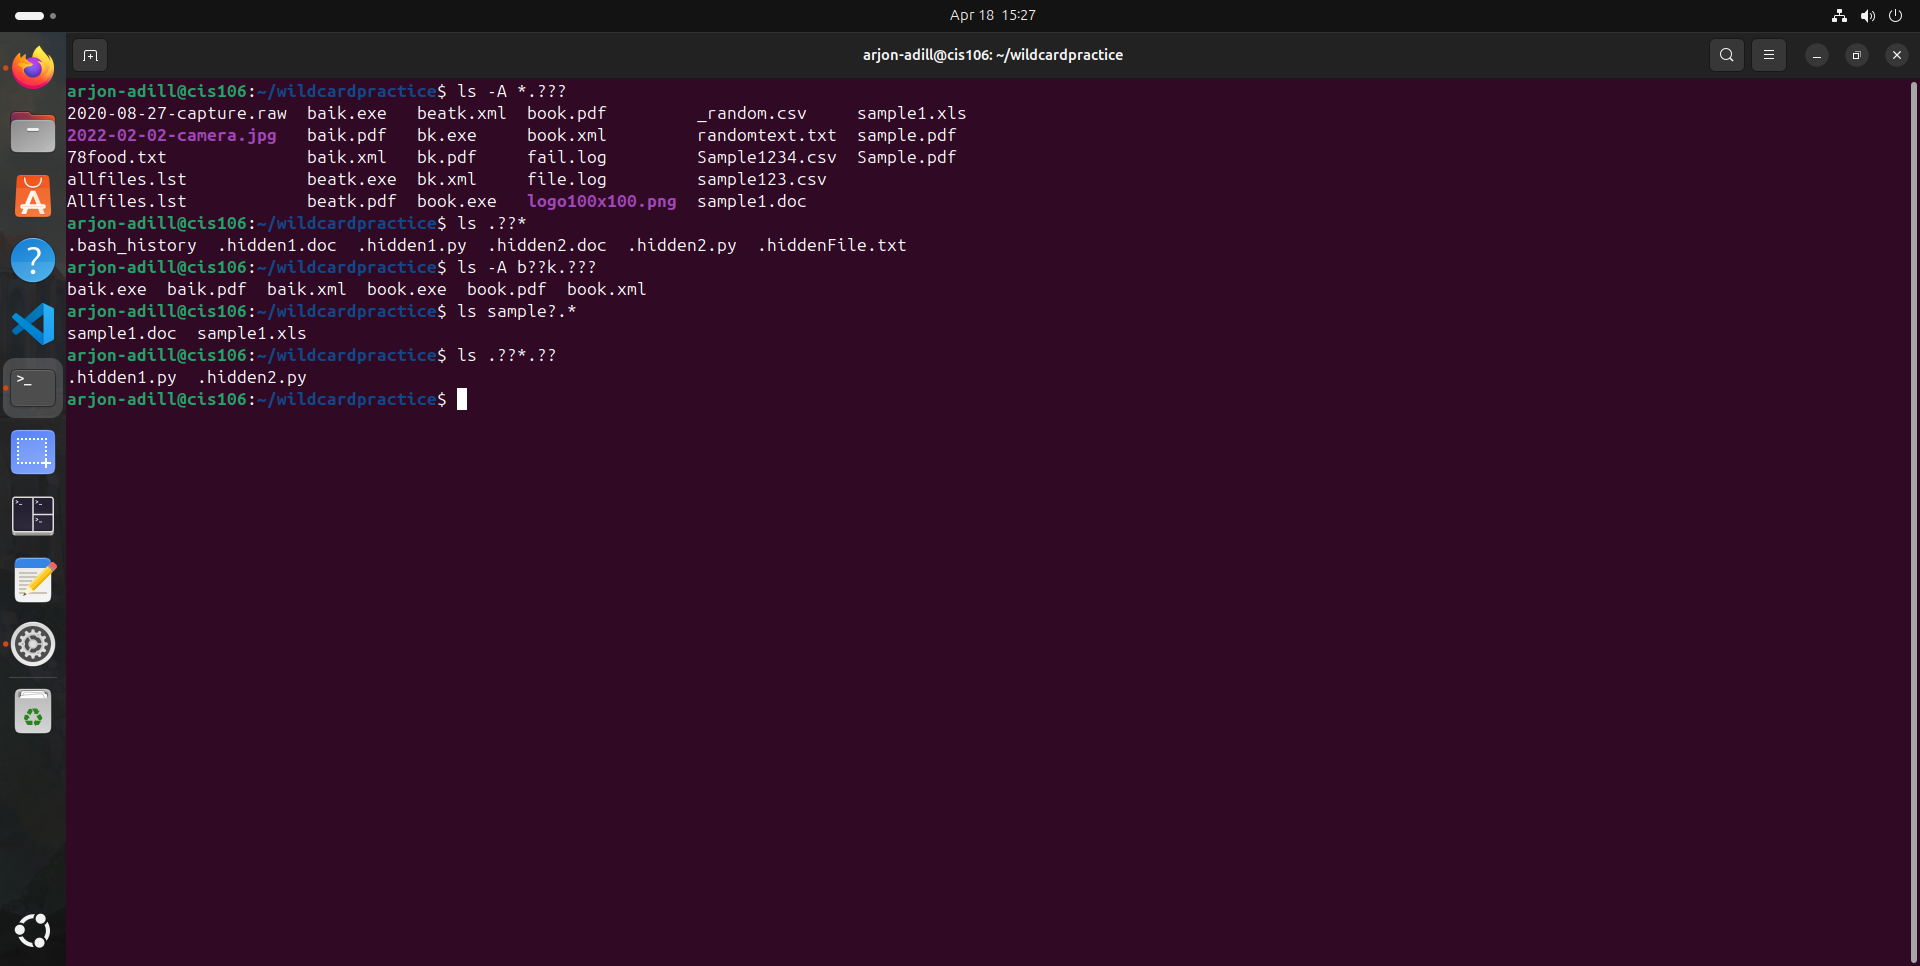 Apr 18 15:27
arjon-adill@cis106: ~/wildcardpractice
arjon-adill@cis106:~/wildcardpractice$ ls -A *.???
2020-08-27-capture.raw baik.exe beatk.xml book.pdf _random.csv sample1.xls
2022-02-02-camera.jpg baik.pdf bk.exe book.xml randomtext.txt sample.pdf
78food.txt baik.xml bk.pdf fail.log Sample1234.csv Sample.pdf
allfiles.lst beatk.exe bk.xml file.log sample123.csv
Allfiles.lst beatk.pdf book.exe logo100x100.png sample1.doc
arjon-adill@cis106:~/wildcardpractice$ ls .??*
.bash_history .hidden1.doc .hidden1.py .hidden2.doc .hidden2.py .hiddenFile.txt
arjon-adill@cis106:~/wildcardpractice$ ls -A b??k.???
baik.exe baik.pdf baik.xml book.exe book.pdf book.xml
arjon-adill@cis106:~/wildcardpractice$ ls sample?.*
sample1.doc sample1.xls
arjon-adill@cis106:~/wildcardpractice$ ls .??*.??
.hidden1.py .hidden2.py
arjon-adill@cis106:~/wildcardpractice$